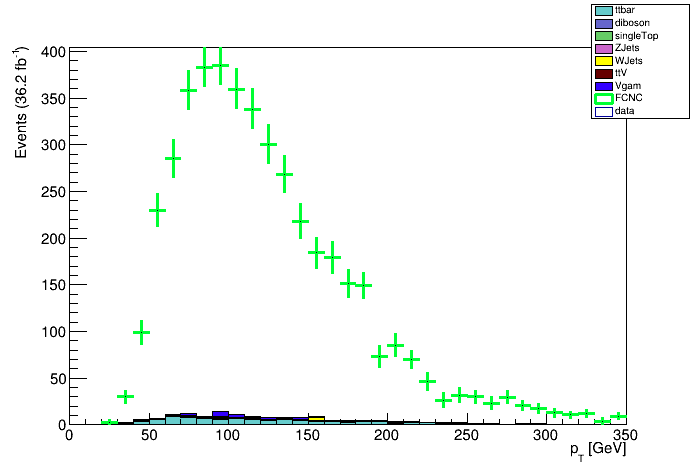 ttbar
diboson
singleTop
ZJets
WJets
ttV
Vgam
FCNC
data
Events (36.2 fb⁻¹)
400
350
300
250
200
150
100
50
0
0 50 100 150 200 250 300 350
p_T [GeV]